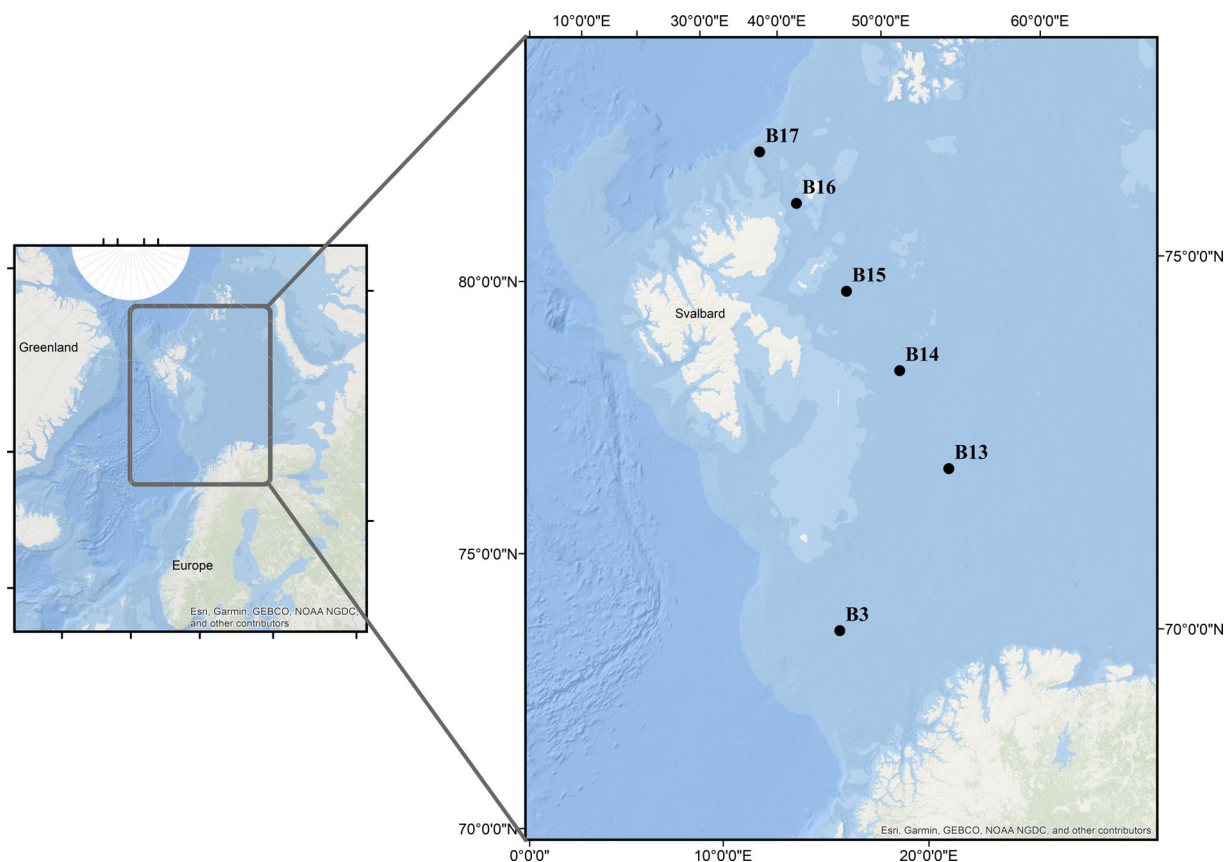 10°0'0"E
30°0'0"E
40°0'0"E
50°0'0"E
60°0'0"E
B17
B16
75°0'0"N
80°0'0"N
B15
Svalbard
Greenland
B14
B13
75°0'0"N
Europe
Esri, Garmin, GEBCO, NOAA NGDC,
and other contributors
B3
70°0'0"N
70°0'0"N
Esri, Garmin, GEBCO, NOAA NGDC, and other contributors
0°0'0"
10°0'0"E
20°0'0"E